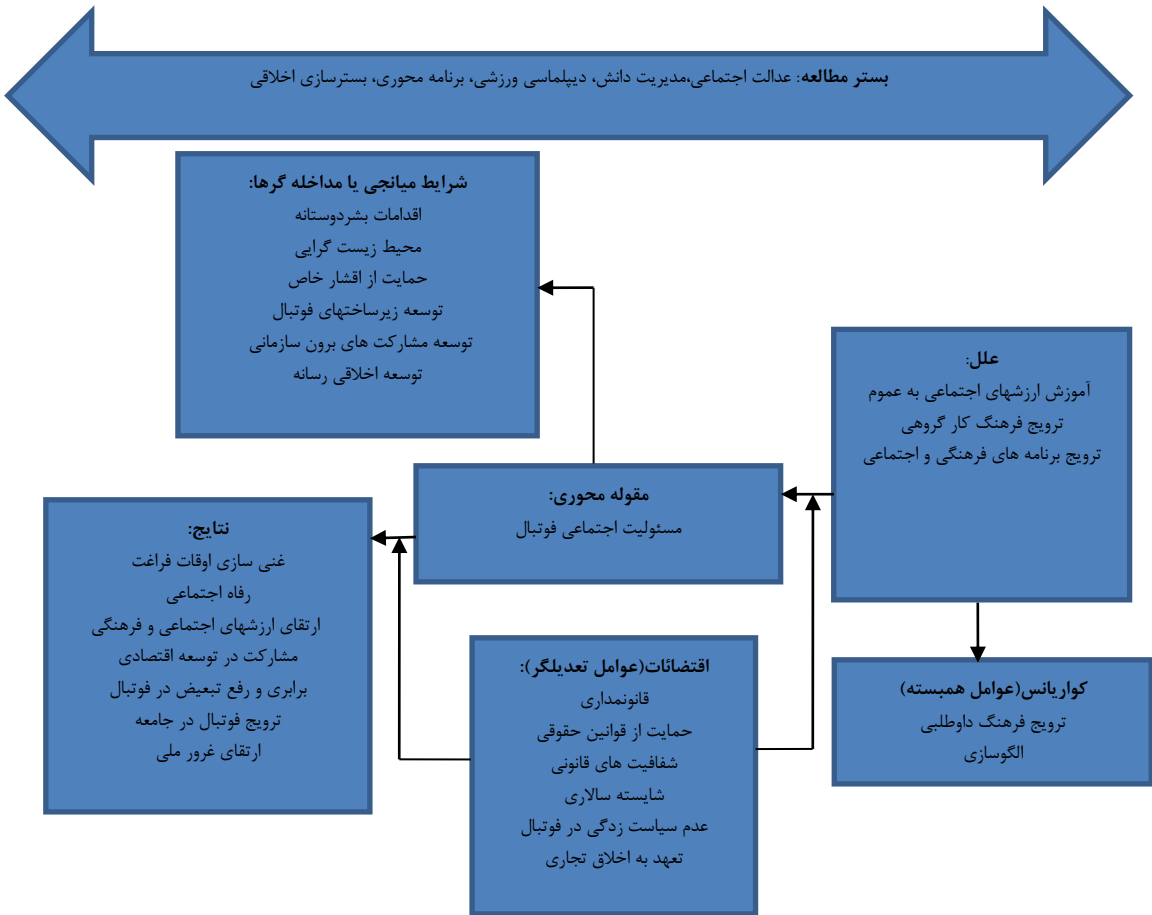 بستر مطالعه: عدالت اجتماعی،مدیریت دانش، دیپلماسی ورزشی، برنامه محوری، بسترسازی اخلاقی
شرایط میانجی یا مداخله گرها:
اقدامات بشردوستانه
محیط زیست گرایی
حمایت از اقشار خاص
توسعه زیرساختهای فوتبال
توسعه مشارکت های برون سازمانی
توسعه اخلاقی رسانه
علل:
آموزش ارزشهای اجتماعی به عموم
ترویج فرهنگ کار گروهی
ترویج برنامه های فرهنگی و اجتماعی
مقوله محوری:
مسئولیت اجتماعی فوتبال
نتایج:
غنی سازی اوقات فراغت
رفاه اجتماعی
ارتقای ارزشهای اجتماعی و فرهنگی
مشارکت در توسعه اقتصادی
برابری و رفع تبعیض در فوتبال
ترویج فوتبال در جامعه
ارتقای غرور ملی
اقتضائات(عوامل تعدیلگر):
قانونمداری
حمایت از قوانین حقوقی
شفافیت های قانونی
شایسته سالاری
عدم سیاست زدگی در فوتبال
تعهد به اخلاق تجاری
کواریانس(عوامل همبسته)
ترویج فرهنگ داوطلبی
الگوسازی